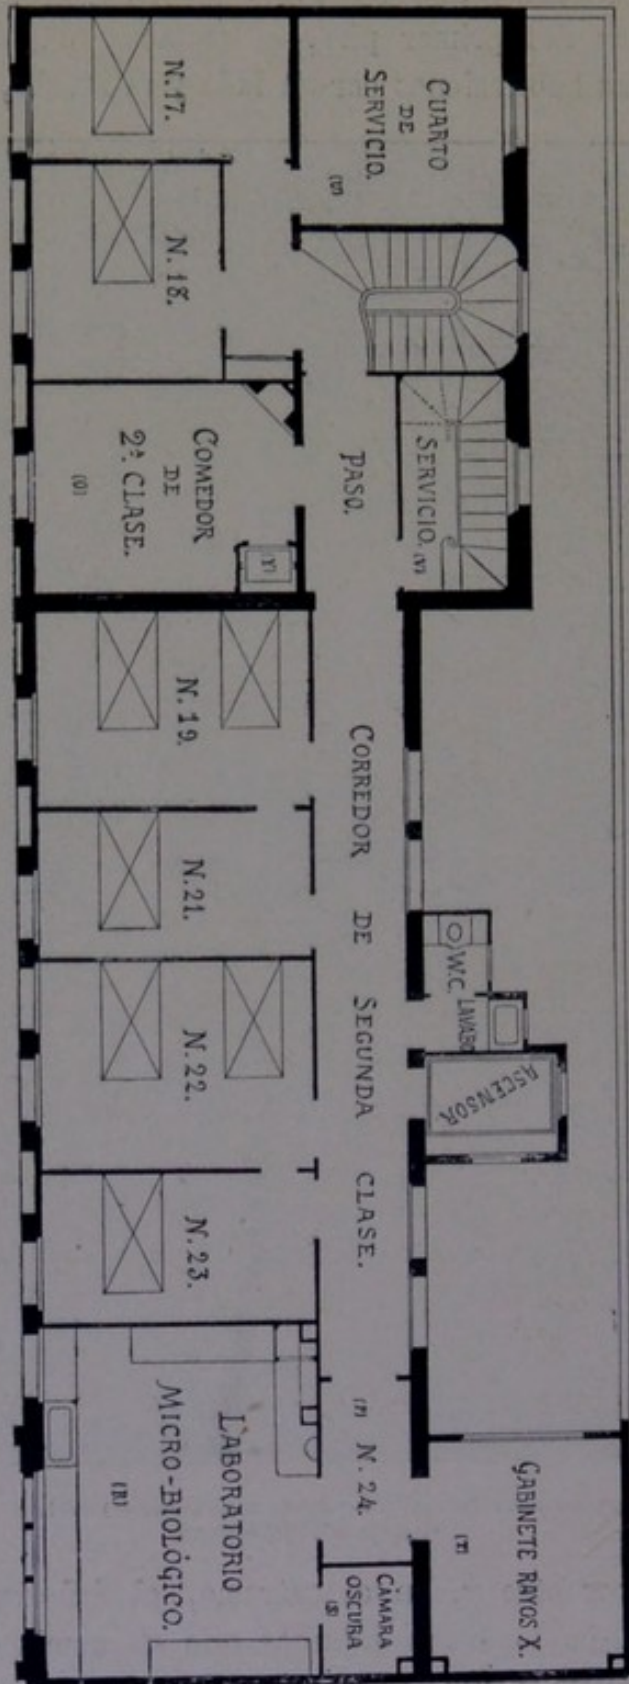 N. 17.
CUARTO
DE
SERVICIO.
(U)
N. 18.
COMEDOR
DE
2ª. CLASE.
(Q)
(Y)
PASO.
SERVICIO. (V)
N. 19.
CORREDOR DE SEGUNDA CLASE.
N. 21.
W.C. LAVABO
ASCENSOR
N. 22.
N. 23.
(P) N. 24.
LABORATORIO
MICRO-BIOLÓGICO.
(R)
CÁMARA
OSCURA
(S)
GABINETE RAYOS X.
(T)